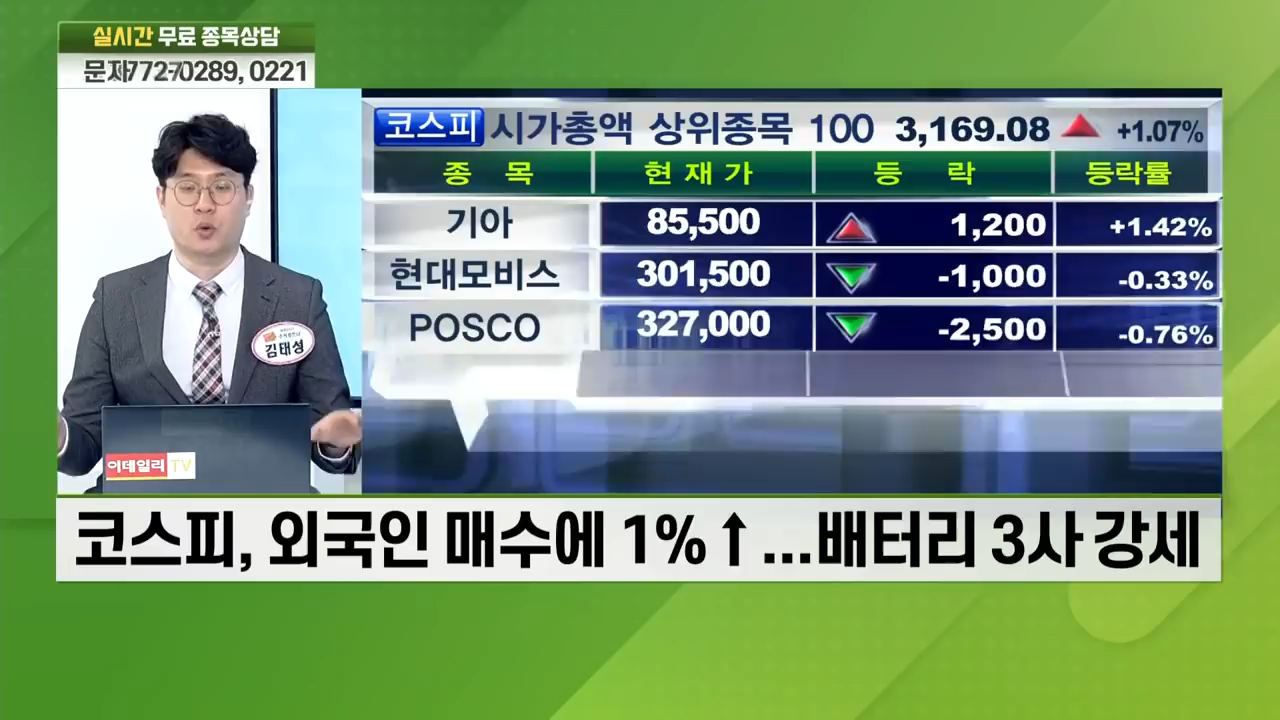 실시간 무료 종목상담
0289, 0221
코스피 시가총액 상위종목 100 3,169.08 ▲ +1.07%
종 목 현 재 가 등 락 등락률
기아 85,500 ▲ 1,200 +1.42%
현대모비스 301,500 ▼ -1,000 -0.33%
POSCO 327,000 ▼ -2,500 -0.76%
김태성
이데일리 TV
코스피, 외국인 매수에 1%↑...배터리 3사 강세